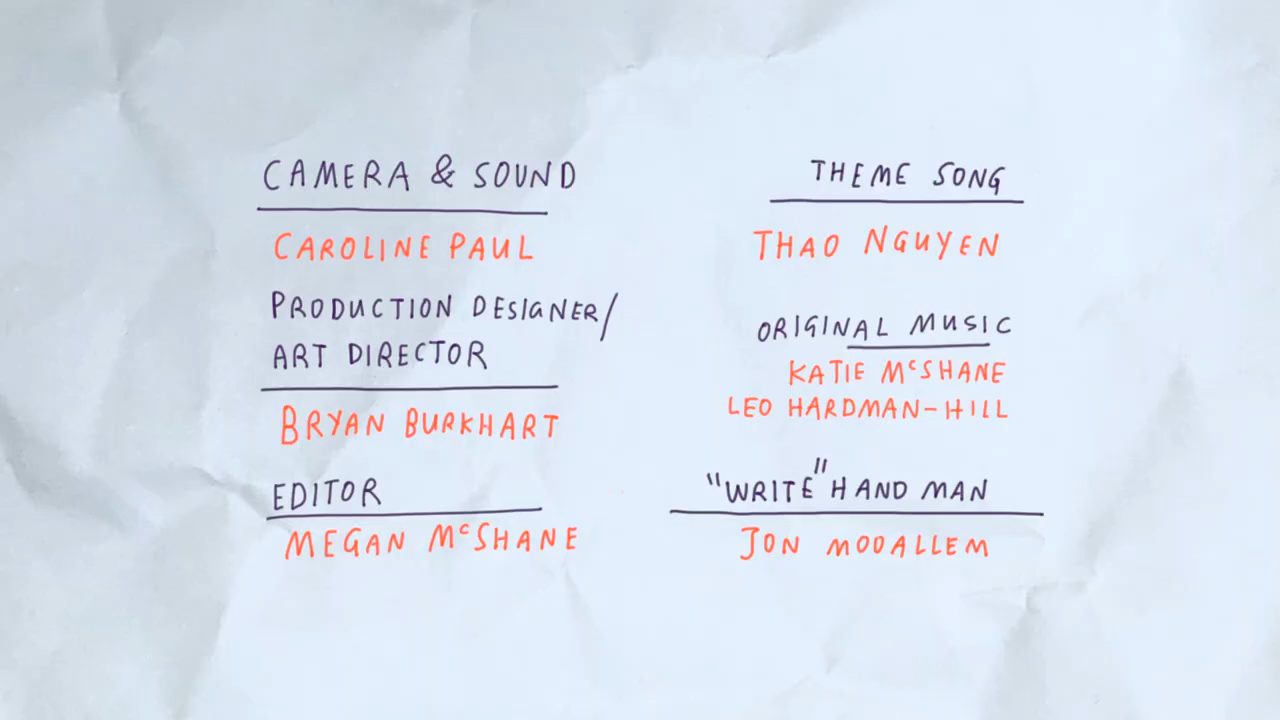 CAMERA & SOUND
CAROLINE PAUL
PRODUCTION DESIGNER/
ART DIRECTOR
BRYAN BURKHART
EDITOR
MEGAN McSHANE
THEME SONG
THAO NGUYEN
ORIGINAL MUSIC
KATIE McSHANE
LEO HARDMAN-HILL
"WRITE" HAND MAN
JON MOOALLEM